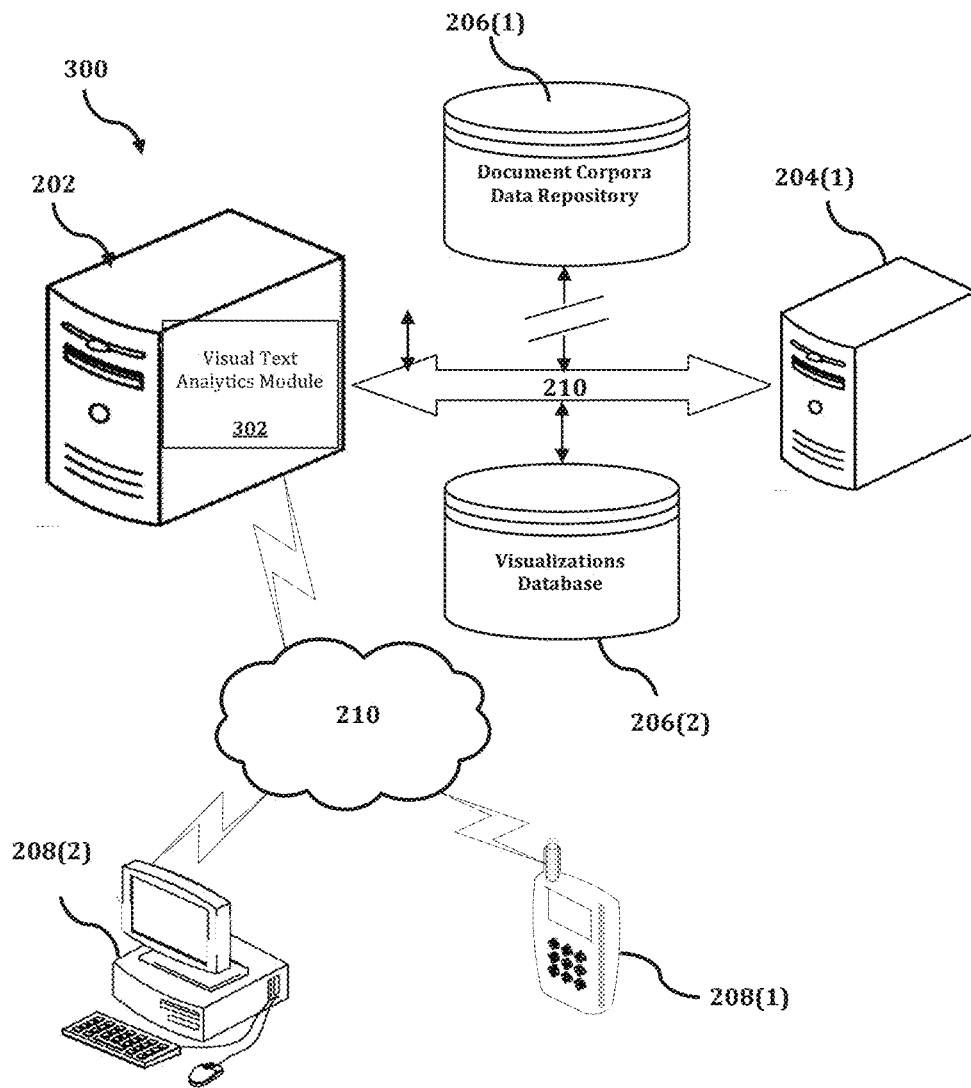 206(1)
300
Document Corpora
Data Repository
202
204(1)
Visual Text
Analytics Module
302
210
Visualizations
Database
206(2)
210
208(2)
208(1)